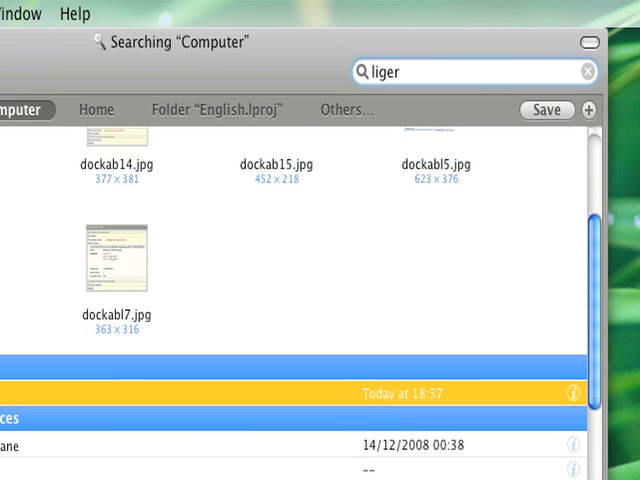 indow Help
Searching “Computer”
liger
mputer Home Folder “English.lproj” Others... Save +
dockab14.jpg dockab15.jpg dockabl5.jpg
377 × 381 452 × 218 623 × 376
dockabl7.jpg
363 × 316
Today at 18:37
ces
ane 14/12/2008 00:38
--